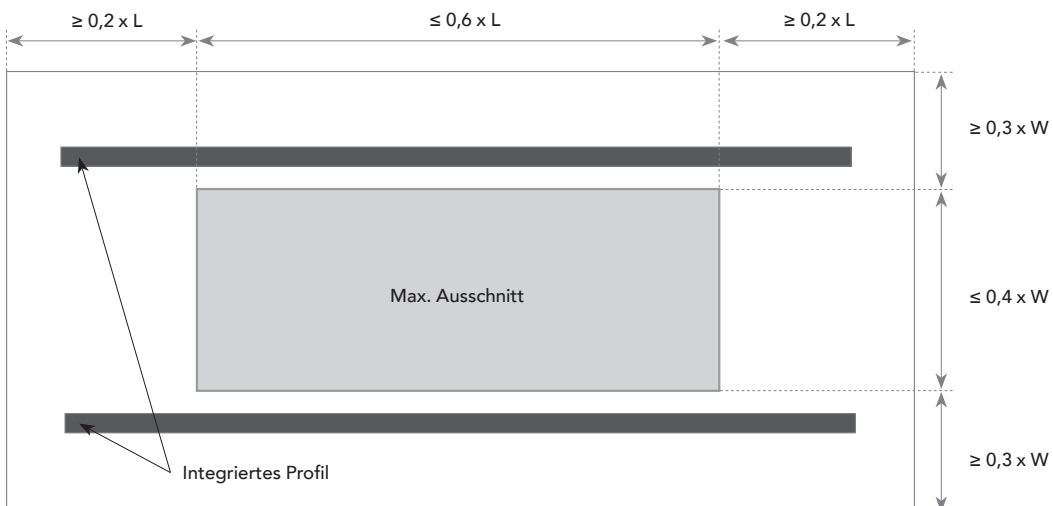 ≥ 0,2 x L
≤ 0,6 x L
≥ 0,2 x L
≥ 0,3 x W
≤ 0,4 x W
Max. Ausschnitt
≥ 0,3 x W
Integriertes Profil